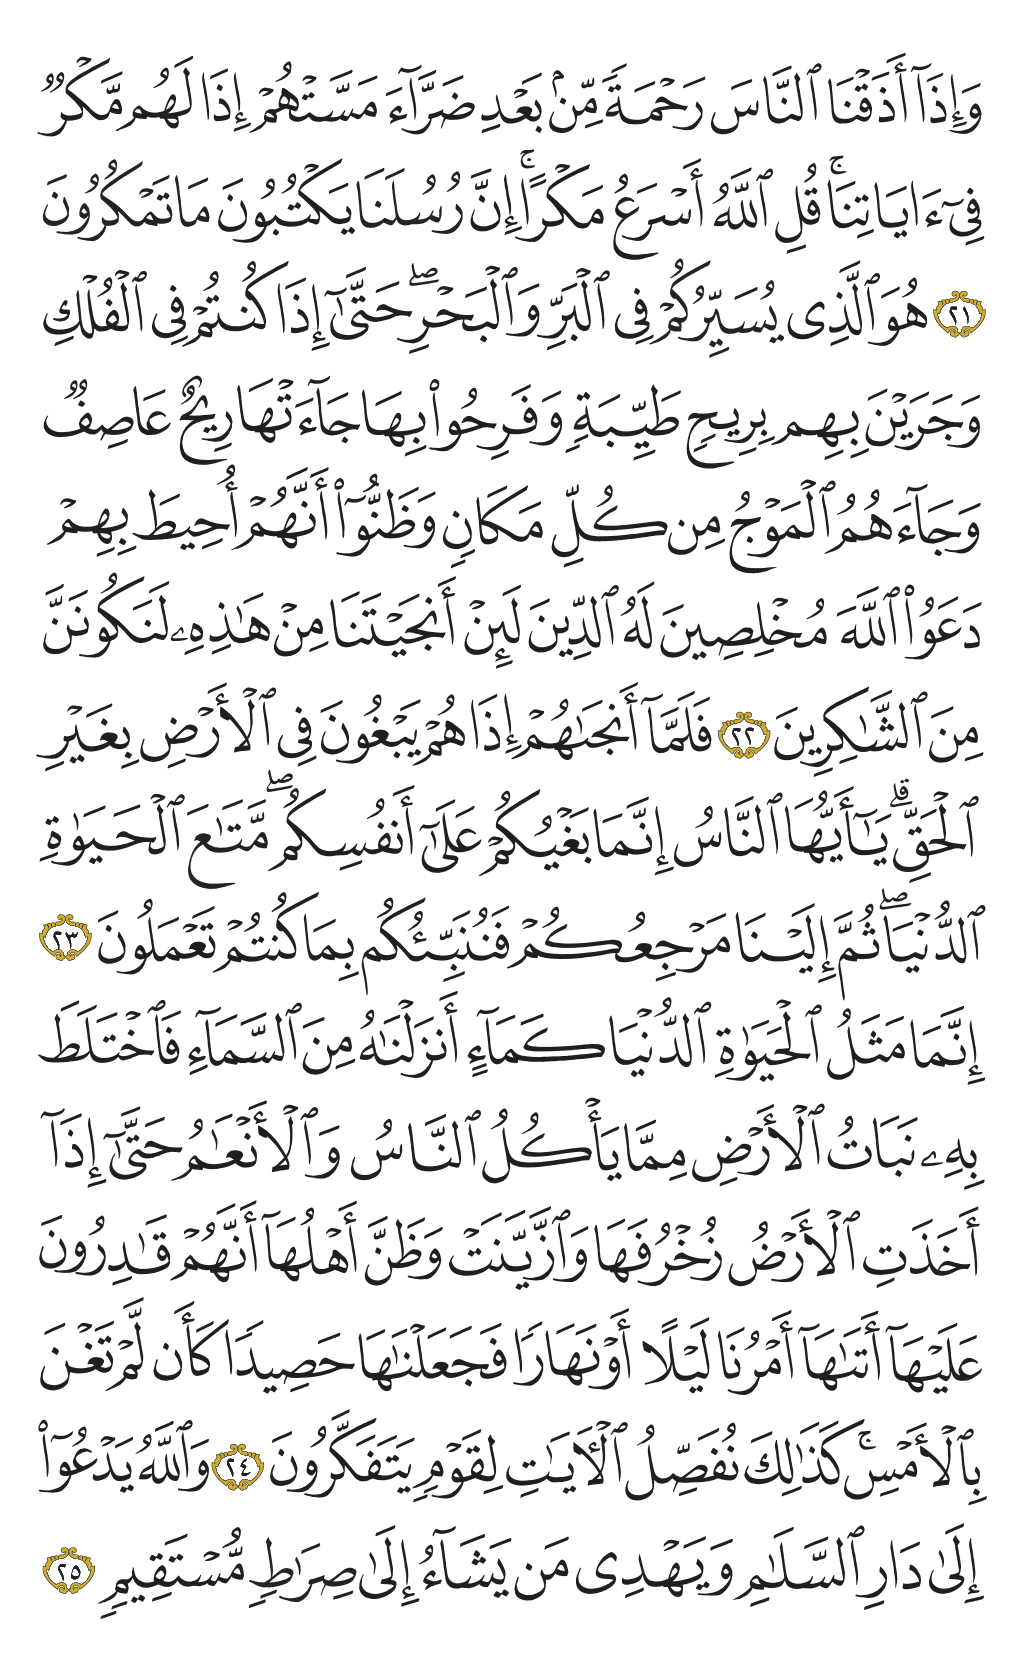 وَإِذَآ أَذَقْنَا ٱلنَّاسَ رَحْمَةً مِّنۢ بَعْدِ ضَرَّآءَ مَسَّتْهُمْ إِذَا لَهُم مَّكْرٌ
فِىٓ ءَايَاتِنَا ۚ قُلِ ٱللَّهُ أَسْرَعُ مَكْرًا ۚ إِنَّ رُسُلَنَا يَكْتُبُونَ مَا تَمْكُرُونَ
٢١ هُوَ ٱلَّذِى يُسَيِّرُكُمْ فِى ٱلْبَرِّ وَٱلْبَحْرِ ۖ حَتَّىٰٓ إِذَا كُنتُمْ فِى ٱلْفُلْكِ
وَجَرَيْنَ بِهِم بِرِيحٍ طَيِّبَةٍ وَفَرِحُوا۟ بِهَا جَآءَتْهَا رِيحٌ عَاصِفٌ
وَجَآءَهُمُ ٱلْمَوْجُ مِن كُلِّ مَكَانٍ وَظَنُّوٓا۟ أَنَّهُمْ أُحِيطَ بِهِمْ
دَعَوُا۟ ٱللَّهَ مُخْلِصِينَ لَهُ ٱلدِّينَ لَئِنْ أَنجَيْتَنَا مِنْ هَٰذِهِۦ لَنَكُونَنَّ
مِنَ ٱلشَّٰكِرِينَ ٢٢ فَلَمَّآ أَنجَىٰهُمْ إِذَا هُمْ يَبْغُونَ فِى ٱلْأَرْضِ بِغَيْرِ
ٱلْحَقِّ ۗ يَٰٓأَيُّهَا ٱلنَّاسُ إِنَّمَا بَغْيُكُمْ عَلَىٰٓ أَنفُسِكُم ۖ مَّتَٰعَ ٱلْحَيَوٰةِ
ٱلدُّنْيَا ۖ ثُمَّ إِلَيْنَا مَرْجِعُكُمْ فَنُنَبِّئُكُم بِمَا كُنتُمْ تَعْمَلُونَ ٢٣
إِنَّمَا مَثَلُ ٱلْحَيَوٰةِ ٱلدُّنْيَا كَمَآءٍ أَنزَلْنَٰهُ مِنَ ٱلسَّمَآءِ فَٱخْتَلَطَ
بِهِۦ نَبَاتُ ٱلْأَرْضِ مِمَّا يَأْكُلُ ٱلنَّاسُ وَٱلْأَنْعَٰمُ حَتَّىٰٓ إِذَآ
أَخَذَتِ ٱلْأَرْضُ زُخْرُفَهَا وَٱزَّيَّنَتْ وَظَنَّ أَهْلُهَآ أَنَّهُمْ قَٰدِرُونَ
عَلَيْهَآ أَتَىٰهَآ أَمْرُنَا لَيْلًا أَوْ نَهَارًا فَجَعَلْنَٰهَا حَصِيدًا كَأَن لَّمْ تَغْنَ
بِٱلْأَمْسِ ۚ كَذَٰلِكَ نُفَصِّلُ ٱلْءَايَٰتِ لِقَوْمٍ يَتَفَكَّرُونَ ٢٤ وَٱللَّهُ يَدْعُوٓا۟
إِلَىٰ دَارِ ٱلسَّلَٰمِ وَيَهْدِى مَن يَشَآءُ إِلَىٰ صِرَٰطٍ مُّسْتَقِيمٍ ٢٥